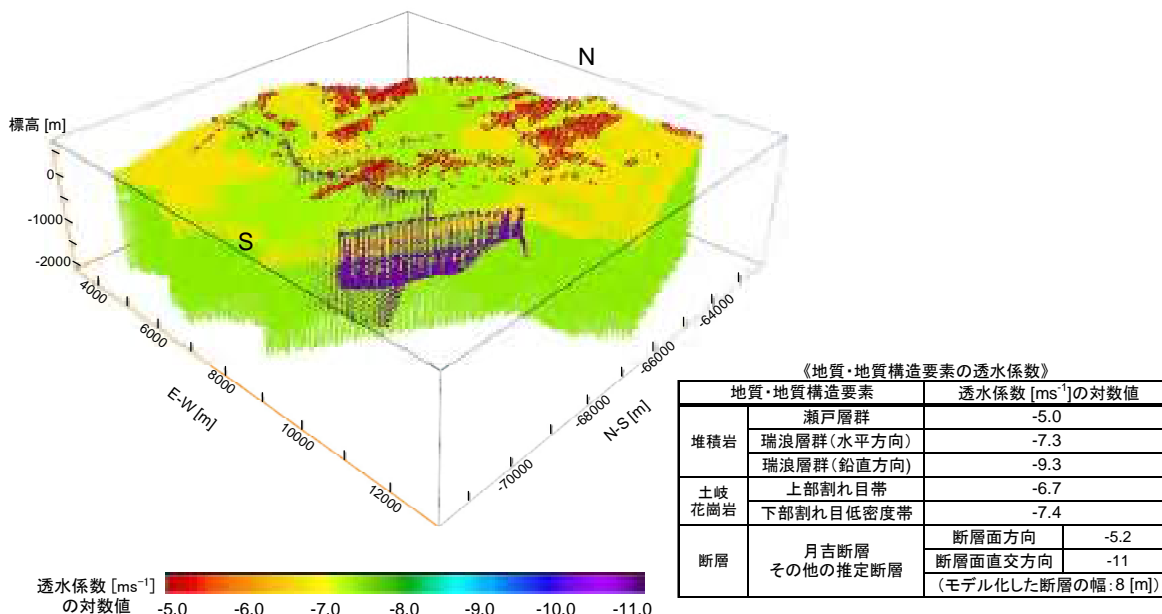 N
標高 [m]
0
-1000
-2000
S
4000
6000
8000
10000
12000
E-W [m]
-64000
-66000
-68000
-70000
N-S [m]
《地質・地質構造要素の透水係数》
地質・地質構造要素 透水係数 [ms⁻¹]の対数値
堆積岩 瀬戸層群 -5.0
瑞浪層群(水平方向) -7.3
瑞浪層群(鉛直方向) -9.3
土岐花崗岩 上部割れ目帯 -6.7
下部割れ目低密度帯 -7.4
断層 月吉断層 その他の推定断層 断層面方向 -5.2
断層面直交方向 -11
(モデル化した断層の幅:8 [m])
透水係数 [ms⁻¹]
の対数値
-5.0 -6.0 -7.0 -8.0 -9.0 -10.0 -11.0